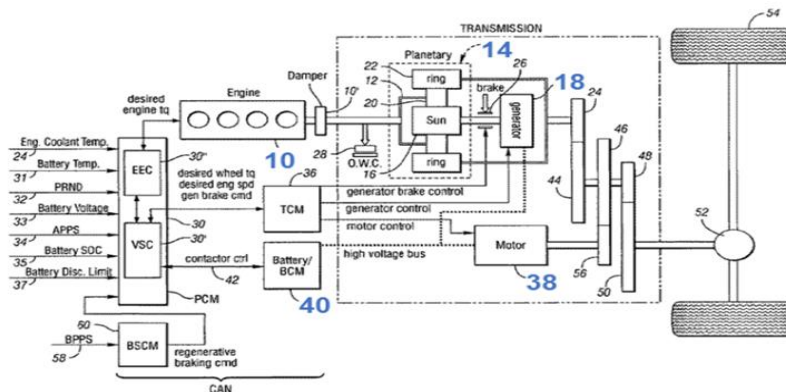 TRANSMISSION
54
Planetary
14
22
ring
26
Damper
10'
12
brake
18
desired
engine tq
Engine
20
Sun
generator
24
Eng. Coolant Temp.
24
10
28
O.W.C.
16
ring
46
48
Battery Temp.
31
EEC
30"
PRND
32
desired wheel tq
desired eng spd
gen brake cmd
36
TCM
generator brake control
generator control
motor control
44
52
Battery Voltage
33
30
APPS
34
VSC
30'
Battery SOC
35
contactor ctrl
42
Battery/
BCM
high voltage bus
Motor
Battery Disc. Limit
37
PCM
40
38
56
50
60
BPPS
58
BSCM
regenerative
braking cmd
CAN